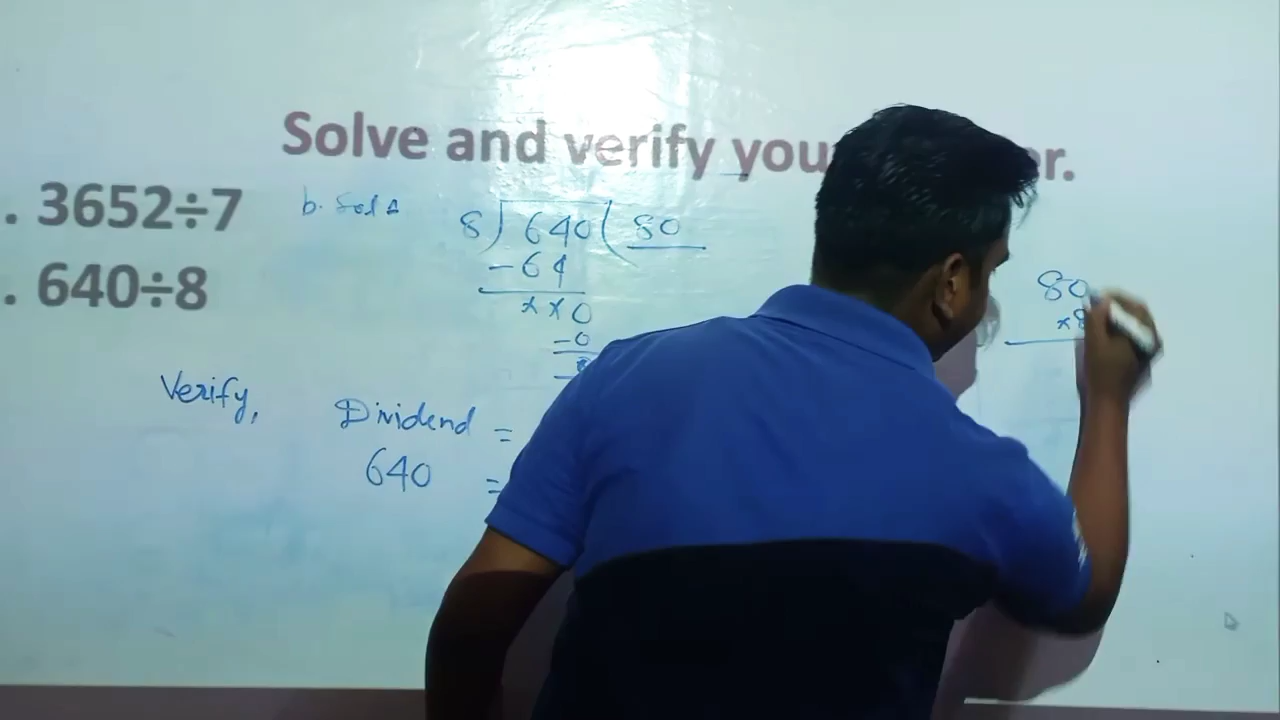 Solve and verify you r.
. 3652÷7
b. Sol
8) 640 ( 80
. 640÷8
-64
x x 0
-0
80
×8
Verify,
Dividend =
640 =